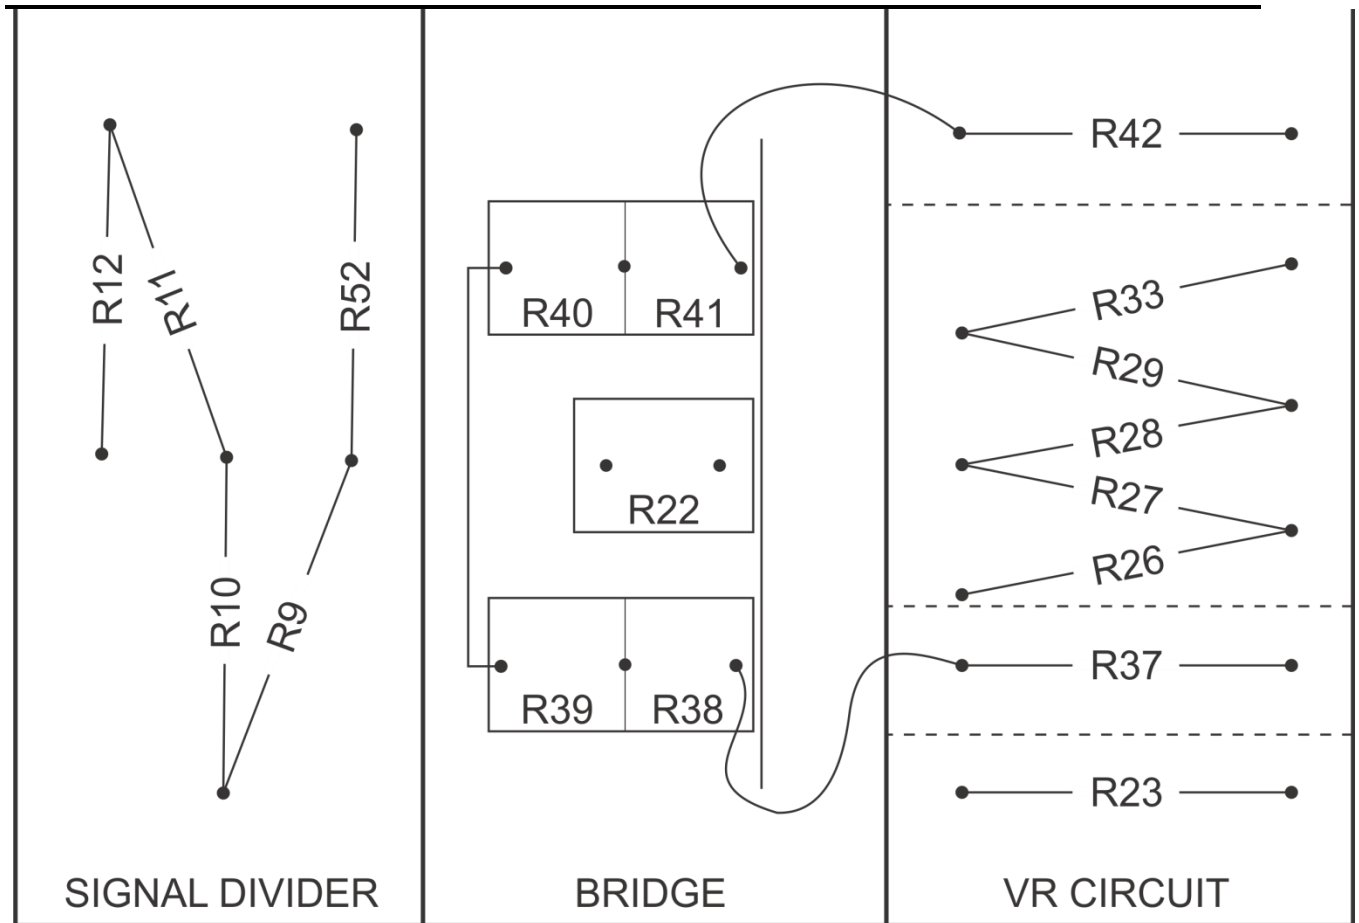 R12
R11
R52
R10
R9
SIGNAL DIVIDER
R40
R41
R22
R39
R38
BRIDGE
R42
R33
R29
R28
R27
R26
R37
R23
VR CIRCUIT